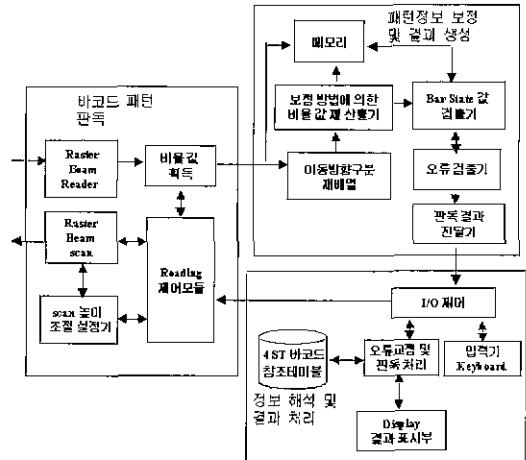 바코드 패턴
판독
Raster
Beam
Reader
비율 값
획득
Raster
Beam
scan
scan 높이
조절 설정기
Reading
제어모듈
패턴정보 보정
및 결과 생성
메모리
보정 방법에 의한
비율 값 재 산출기
Bar State 값
검출기
이동방향구분
재배열
오류검출기
판독결과
전달기
I/O 제어
4 ST 바코드
참조테이블
오류교정 및
판독 처리
입력기
Keyboard
정보 해석 및
결과 처리
Display
결과 표시부